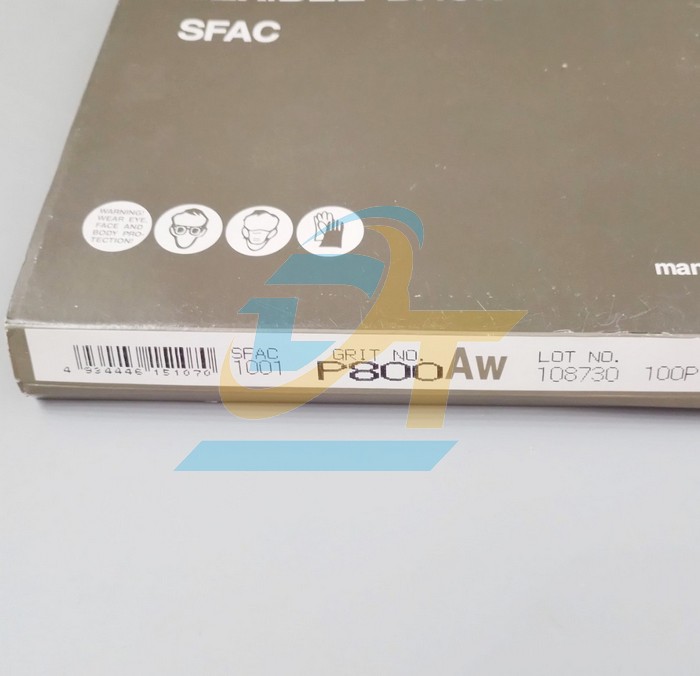 SFAC
WARNING!
WEAR EYE,
FACE AND
BODY PRO-
TECTION!
SFAC
1001
GRIT NO.
P800 Aw
LOT NO.
108730 100P
4 934446 151070